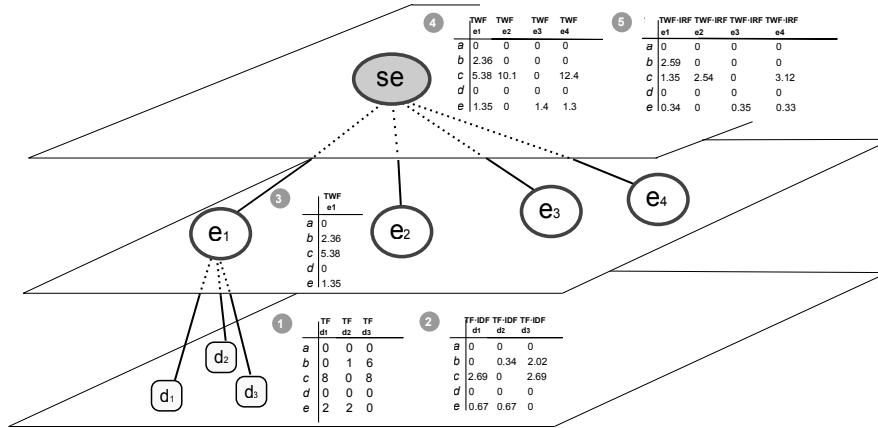 4
TWF TWF TWF TWF
e1 e2 e3 e4
a 0 0 0 0
b 2.36 0 0 0
c 5.38 10.1 0 12.4
d 0 0 0 0
e 1.35 0 1.4 1.3
5
TWF-IRF TWF-IRF TWF-IRF TWF-IRF
e1 e2 e3 e4
a 0 0 0 0
b 2.59 0 0 0
c 1.35 2.54 0 3.12
d 0 0 0 0
e 0.34 0 0.35 0.33
se
3
TWF
e1
a 0
b 2.36
c 5.38
d 0
e 1.35
e1
e2
e3
e4
1
TF TF TF
d1 d2 d3
a 0 0 0
b 0 1 6
c 8 0 8
d 0 0 0
e 2 2 0
2
TF-IDF TF-IDF TF-IDF
d1 d2 d3
a 0 0 0
b 0 0.34 2.02
c 2.69 0 2.69
d 0 0 0
e 0.67 0.67 0
d2
d1
d3